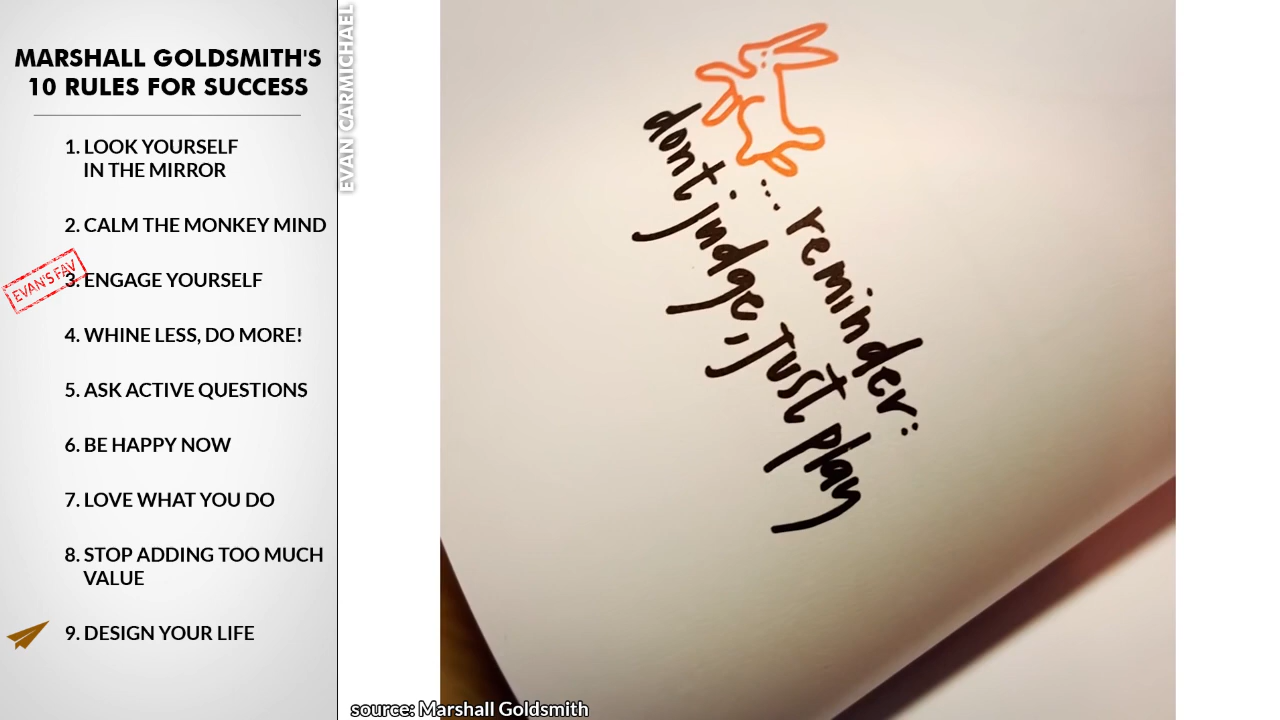 MARSHALL GOLDSMITH'S
10 RULES FOR SUCCESS
1. LOOK YOURSELF
IN THE MIRROR
2. CALM THE MONKEY MIND
EVAN'S FAV
3. ENGAGE YOURSELF
4. WHINE LESS, DO MORE!
5. ASK ACTIVE QUESTIONS
6. BE HAPPY NOW
7. LOVE WHAT YOU DO
8. STOP ADDING TOO MUCH
VALUE
9. DESIGN YOUR LIFE
EVAN CARMICHAEL
... reminder:
dont judge, just play
source: Marshall Goldsmith